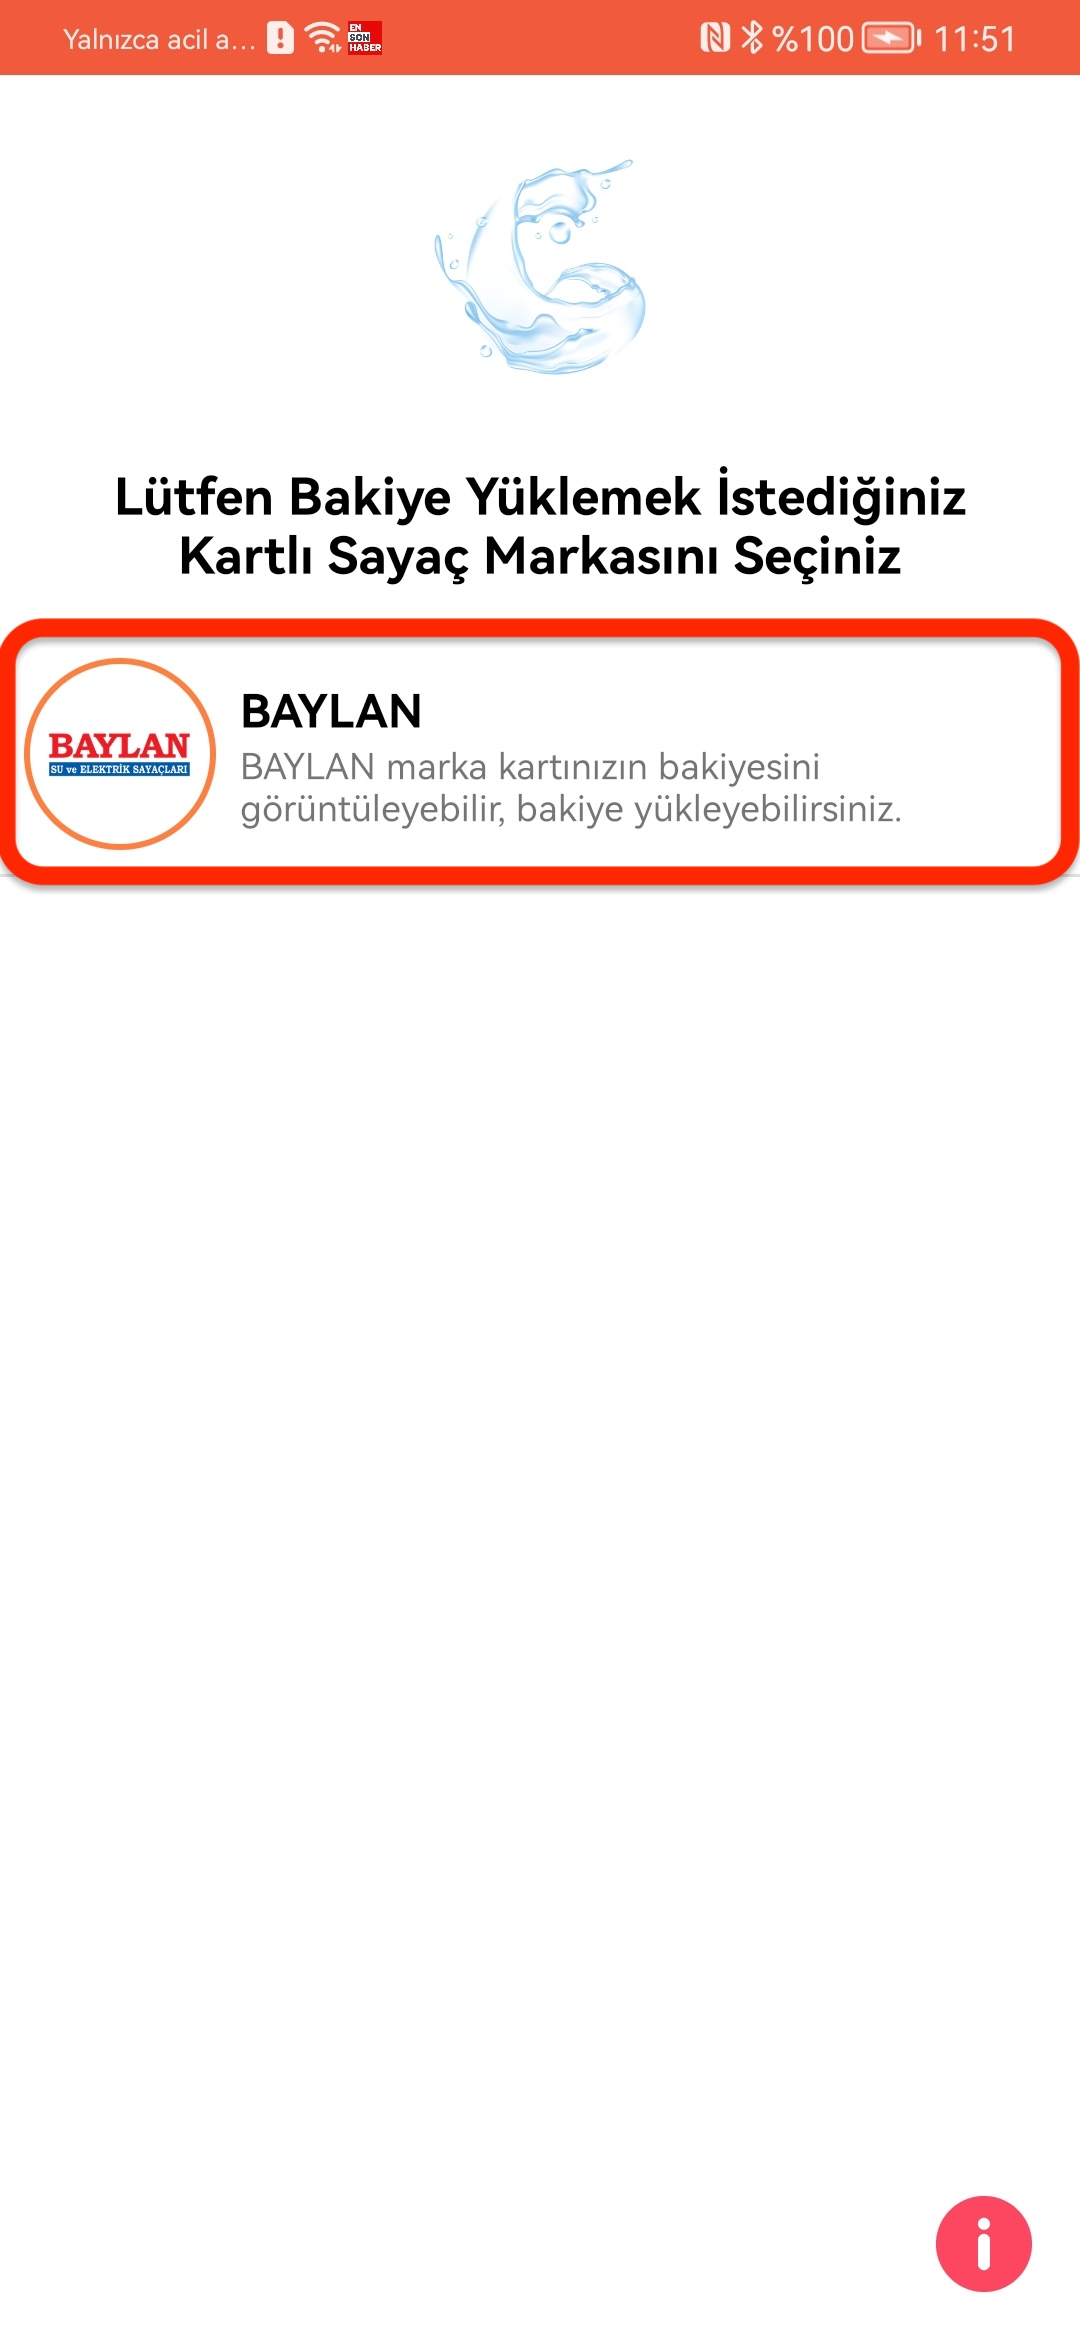 Yalnızca acil a...
EN
SON
HABER
%100
11:51
Lütfen Bakiye Yüklemek İstediğiniz
Kartlı Sayaç Markasını Seçiniz
BAYLAN
SU ve ELEKTRİK SAYAÇLARI
BAYLAN
BAYLAN marka kartınızın bakiyesini
görüntüleyebilir, bakiye yükleyebilirsiniz.